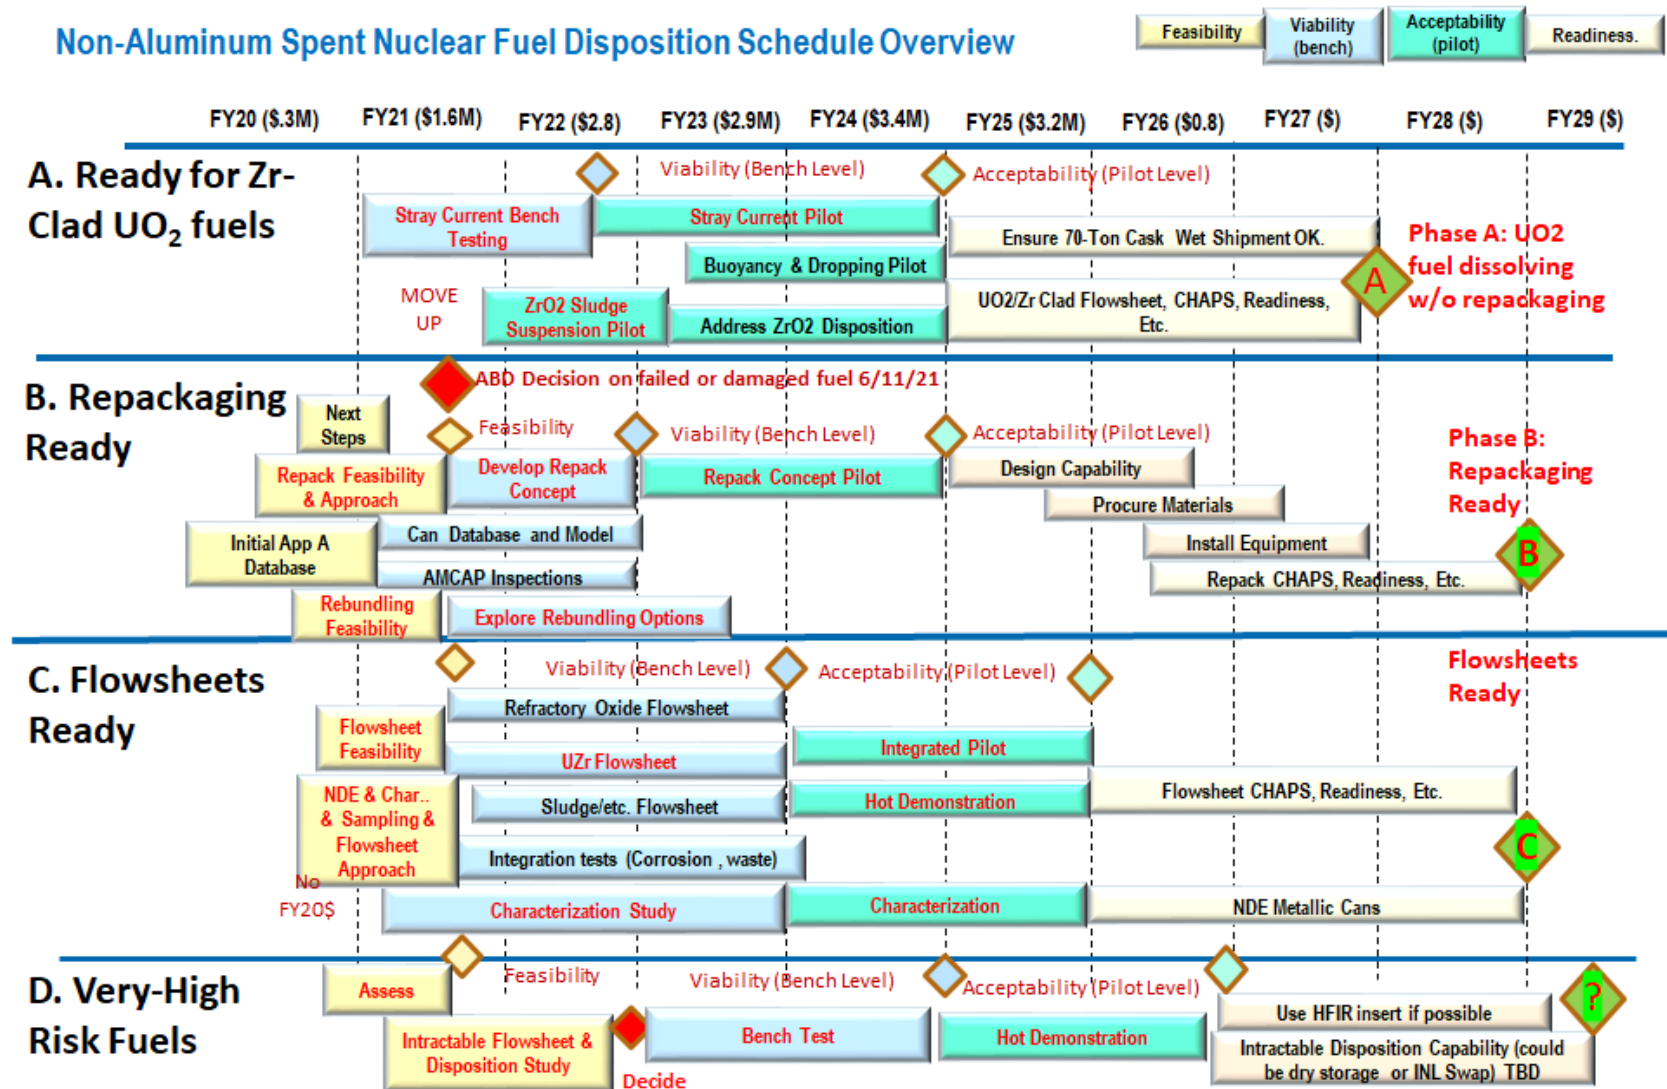 Non-Aluminum Spent Nuclear Fuel Disposition Schedule Overview
Feasibility
Viability
(bench)
Acceptability
(pilot)
Readiness.
FY20 ($.3M)
FY21 ($1.6M)
FY22 ($2.8)
FY23 ($2.9M)
FY24 ($3.4M)
FY25 ($3.2M)
FY26 ($0.8)
FY27 ($)
FY28 ($)
FY29 ($)
A. Ready for Zr-
Clad UO₂ fuels
Viability (Bench Level)
Acceptability (Pilot Level)
Stray Current Bench
Testing
Stray Current Pilot
Ensure 70-Ton Cask Wet Shipment OK.
Buoyancy & Dropping Pilot
MOVE
UP
ZrO2 Sludge
Suspension Pilot
Address ZrO2 Disposition
UO2/Zr Clad Flowsheet, CHAPS, Readiness,
Etc.
A
Phase A: UO2
fuel dissolving
w/o repackaging
B. Repackaging
Ready
ABD Decision on failed or damaged fuel 6/11/21
Next
Steps
Feasibility
Viability (Bench Level)
Acceptability (Pilot Level)
Repack Feasibility
& Approach
Develop Repack
Concept
Repack Concept Pilot
Design Capability
Procure Materials
Initial App A
Database
Can Database and Model
Install Equipment
AMCAP Inspections
Repack CHAPS, Readiness, Etc.
Rebundling
Feasibility
Explore Rebundling Options
Phase B:
Repackaging
Ready
B
C. Flowsheets
Ready
Viability (Bench Level)
Acceptability (Pilot Level)
Flowsheets
Ready
Refractory Oxide Flowsheet
Flowsheet
Feasibility
UZr Flowsheet
Integrated Pilot
NDE & Char..
& Sampling &
Flowsheet
Approach
Sludge/etc. Flowsheet
Hot Demonstration
Flowsheet CHAPS, Readiness, Etc.
Integration tests (Corrosion , waste)
C
No
FY20$
Characterization Study
Characterization
NDE Metallic Cans
D. Very-High
Risk Fuels
Feasibility
Viability (Bench Level)
Acceptability (Pilot Level)
Assess
Intractable Flowsheet &
Disposition Study
Decide
Bench Test
Hot Demonstration
Use HFIR insert if possible
Intractable Disposition Capability (could
be dry storage or INL Swap) TBD
?